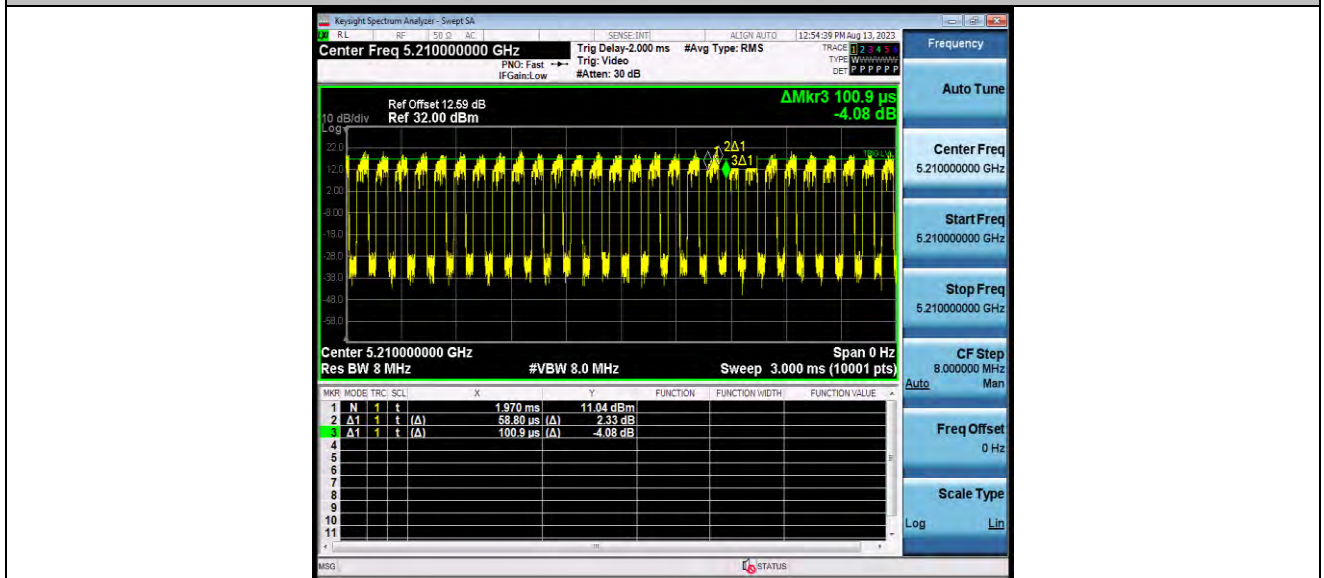 Keysight Spectrum Analyzer - Swept SA
RL RF 50 Ω AC SENSE:INT ALIGN AUTO 12:54:39 PM Aug 13, 2023
Center Freq 5.210000000 GHz
PNO: Fast
IFGain:Low
Trig Delay-2.000 ms
Trig: Video
#Atten: 30 dB
#Avg Type: RMS
TRACE 1 2 3 4 5 6
TYPE WWWWWW
DET P P P P P P
ΔMkr3 100.9 µs
-4.08 dB
Ref Offset 12.59 dB
10 dB/div Ref 32.00 dBm
Log
22.0
12.0
2.00
-8.00
-18.0
-28.0
-38.0
-48.0
-58.0
2Δ1
3Δ1
TRIG LVL
Center 5.210000000 GHz Span 0 Hz
Res BW 8 MHz #VBW 8.0 MHz Sweep 3.000 ms (10001 pts)
MKR MODE TRC SCL X Y FUNCTION FUNCTION WIDTH FUNCTION VALUE
1 N 1 t 1.970 ms 11.04 dBm
2 Δ1 1 t (Δ) 58.80 µs (Δ) 2.33 dB
3 Δ1 1 t (Δ) 100.9 µs (Δ) -4.08 dB
4
5
6
7
8
9
10
11
MSG STATUS
Frequency
Auto Tune
Center Freq
5.210000000 GHz
Start Freq
5.210000000 GHz
Stop Freq
5.210000000 GHz
CF Step
8.000000 MHz
Auto Man
Freq Offset
0 Hz
Scale Type
Log Lin